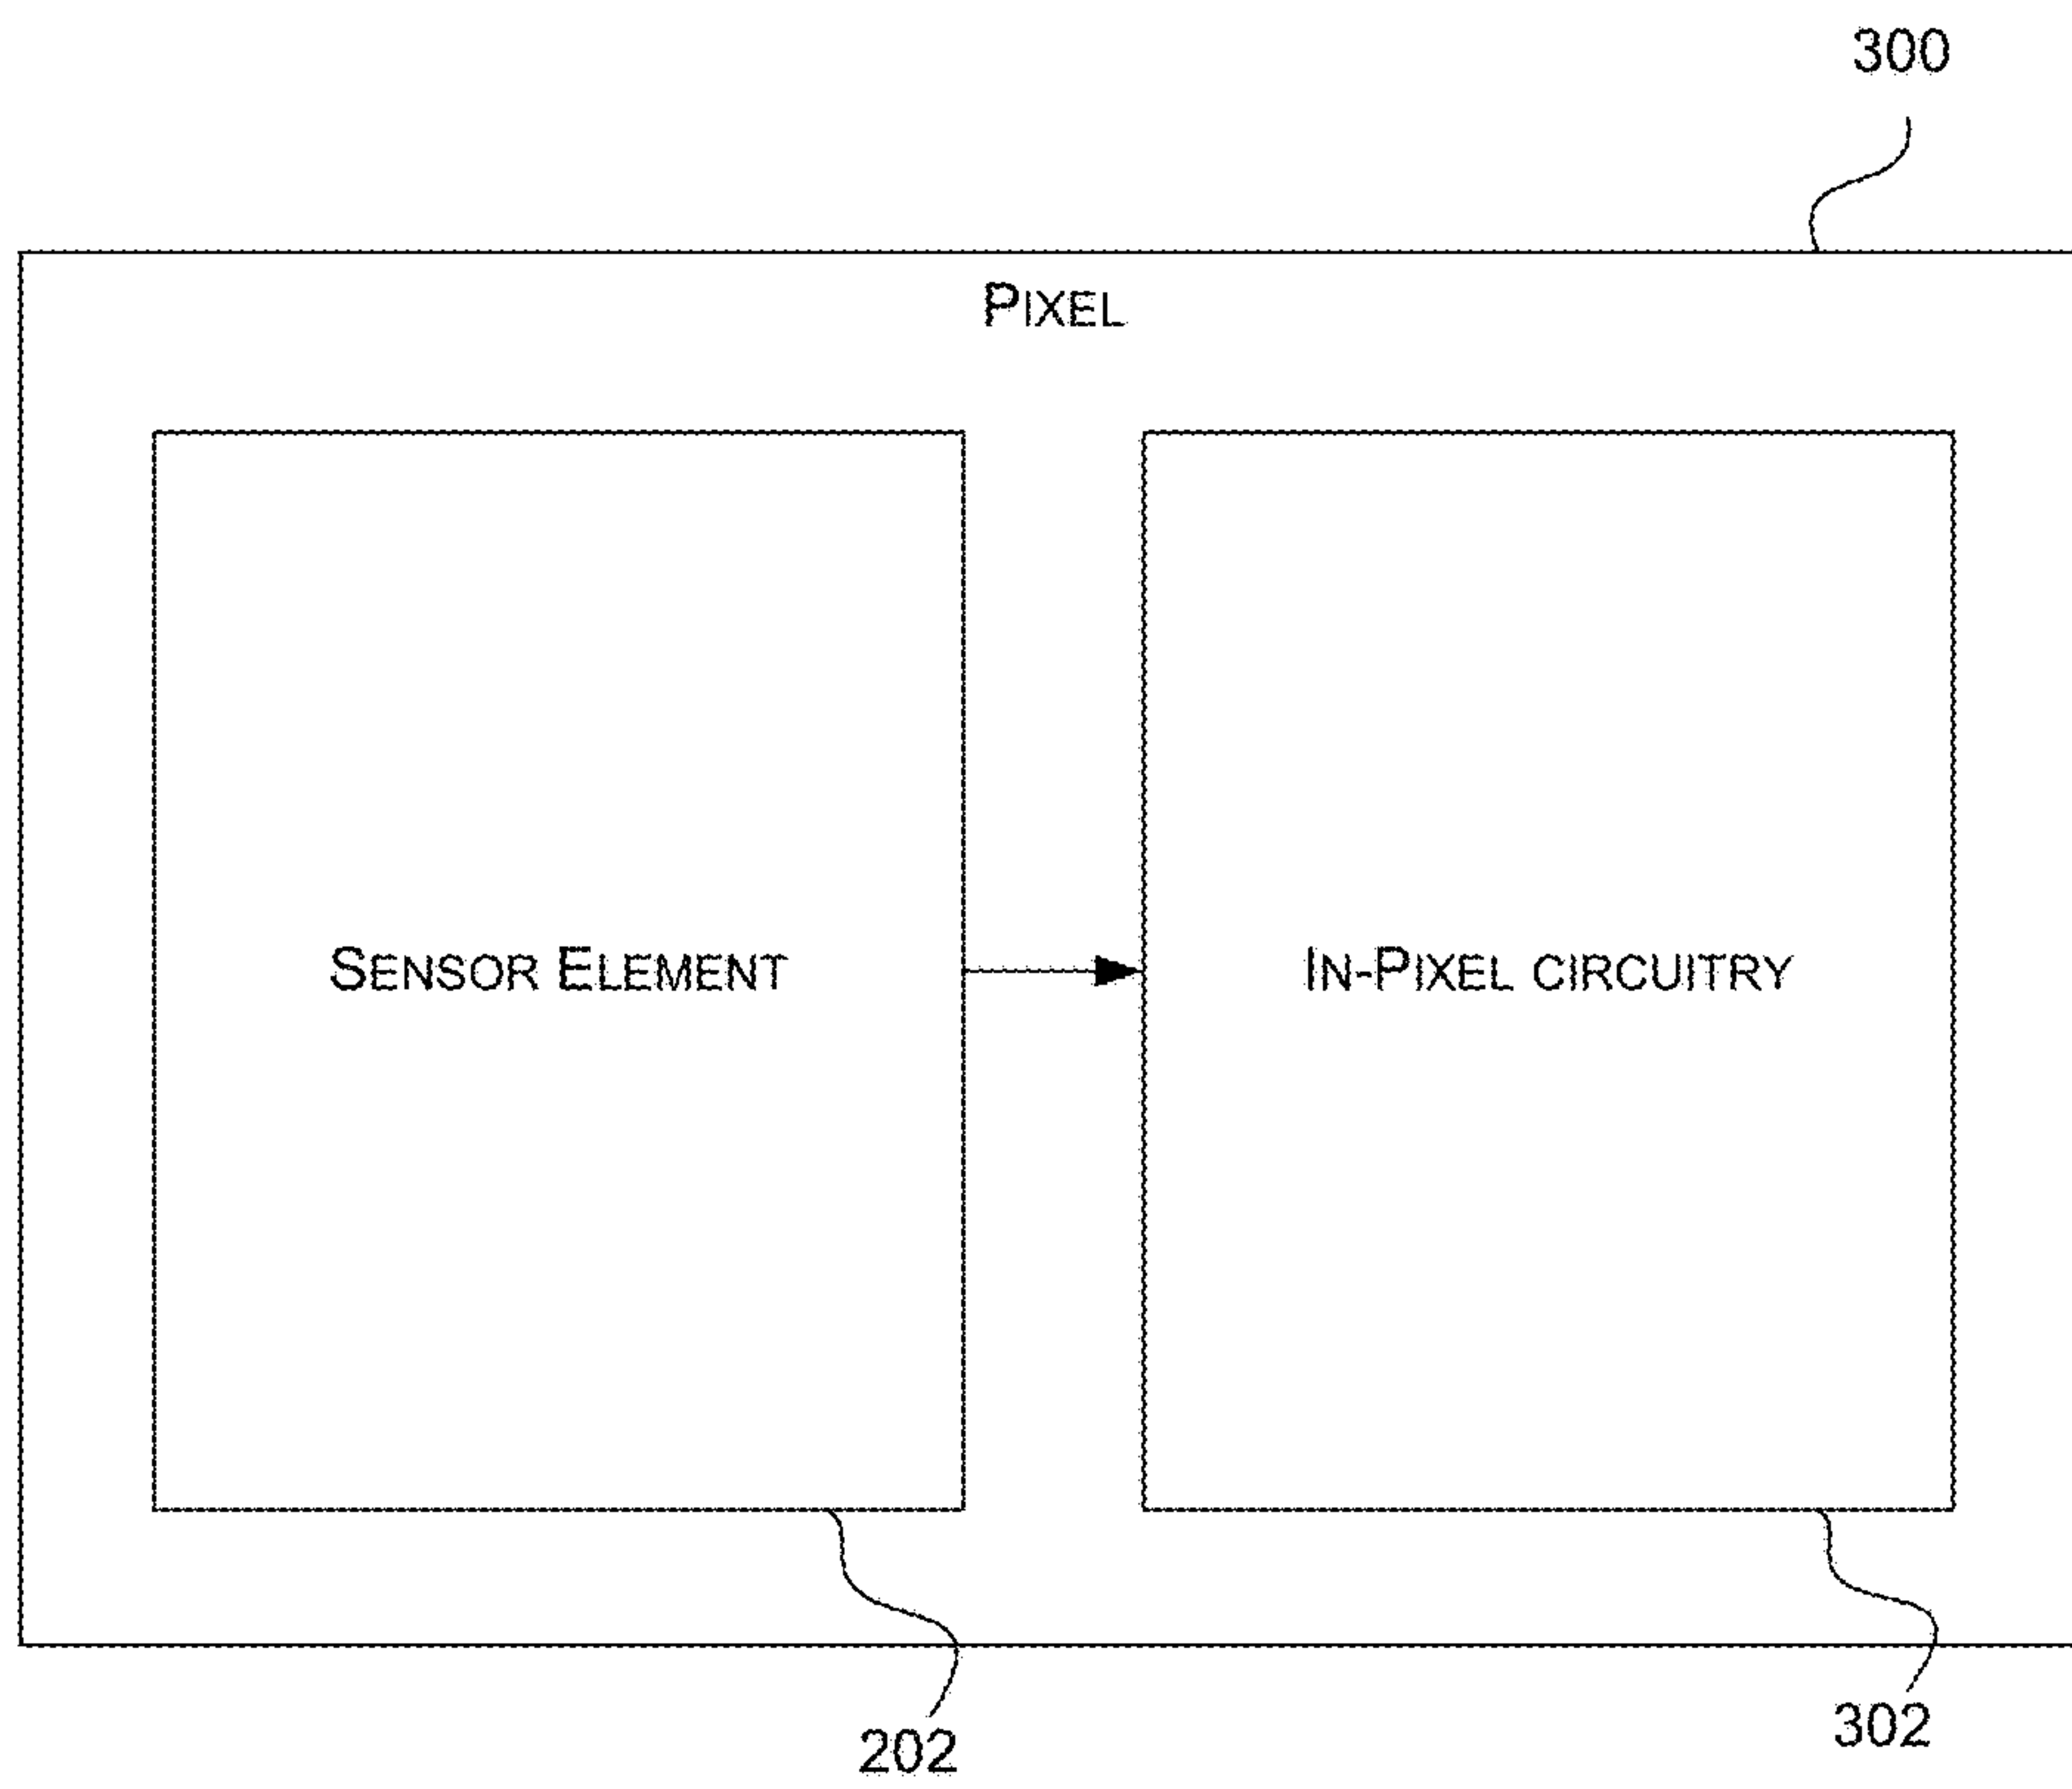 300
PIXEL
SENSOR ELEMENT
IN-PIXEL CIRCUITRY
202
302